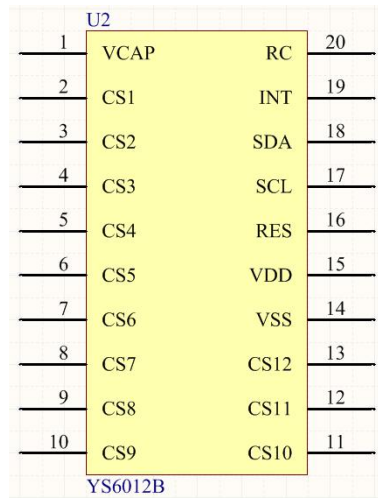 U2
1 VCAP RC 20
2 CS1 INT 19
3 CS2 SDA 18
4 CS3 SCL 17
5 CS4 RES 16
6 CS5 VDD 15
7 CS6 VSS 14
8 CS7 CS12 13
9 CS8 CS11 12
10 CS9 CS10 11
YS6012B